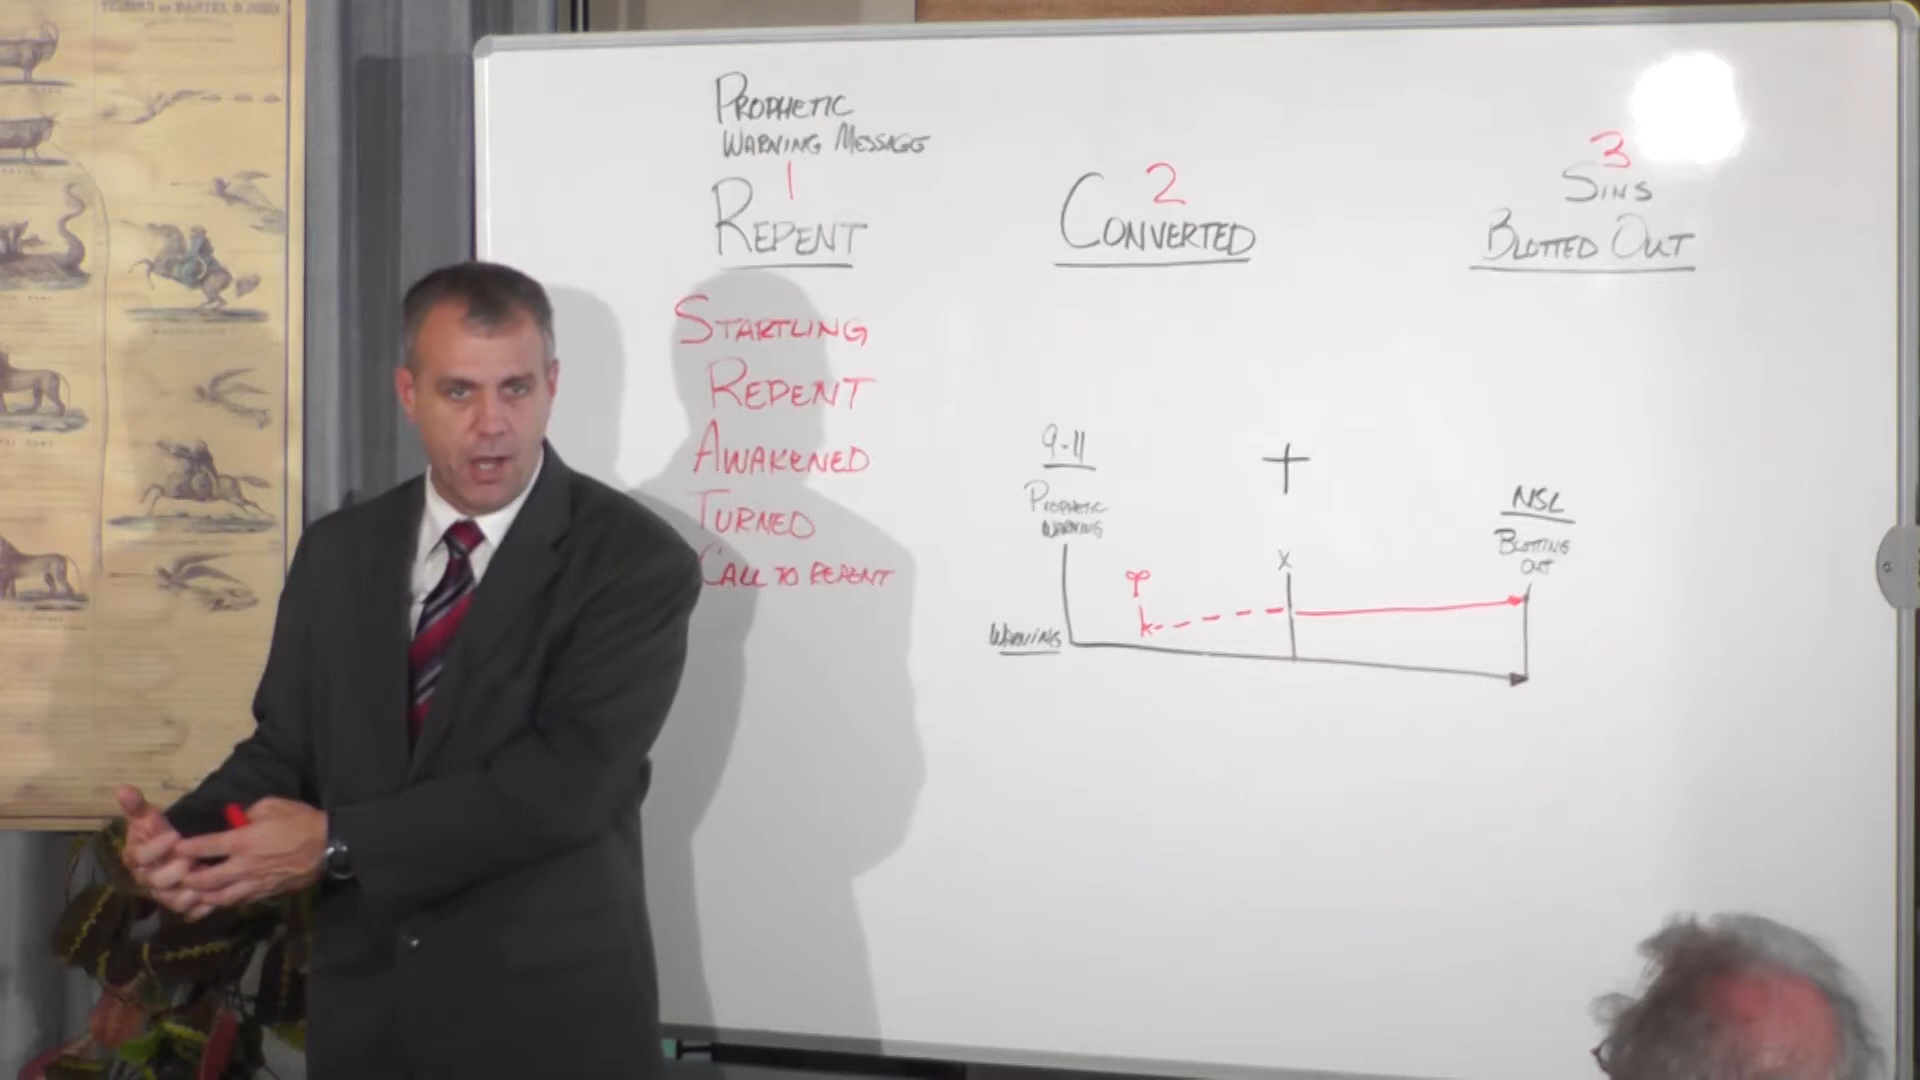 PROPHETIC
WARNING MESSAGE
1
REPENT
STARTLING
REPENT
AWAKENED
TURNED
CALL TO REPENT
2
CONVERTED
3
SINS
BLOTTED OUT
9-11
PROPHETIC
WARNING
WARNING
X
NSL
BLOTTING
OUT